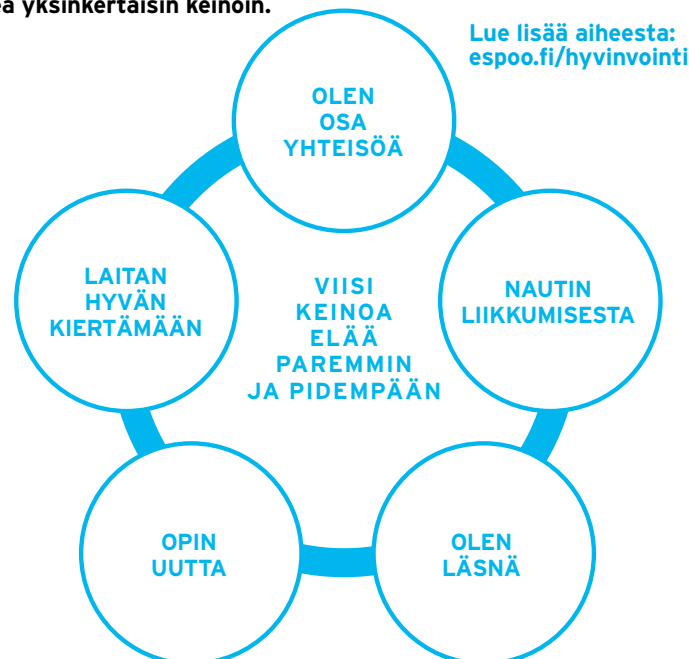 yksinkertaisin keinoin.
Lue lisää aiheesta:
espoo.fi/hyvinvointi
OLEN
OSA
YHTEISÖÄ
LAITAN
HYVÄN
KIERTÄMÄÄN
VIISI
KEINOA
ELÄÄ
PAREMMIN
JA PIDEMPÄÄN
NAUTIN
LIIKKUMISESTA
OPIN
UUTTA
OLEN
LÄSNÄ